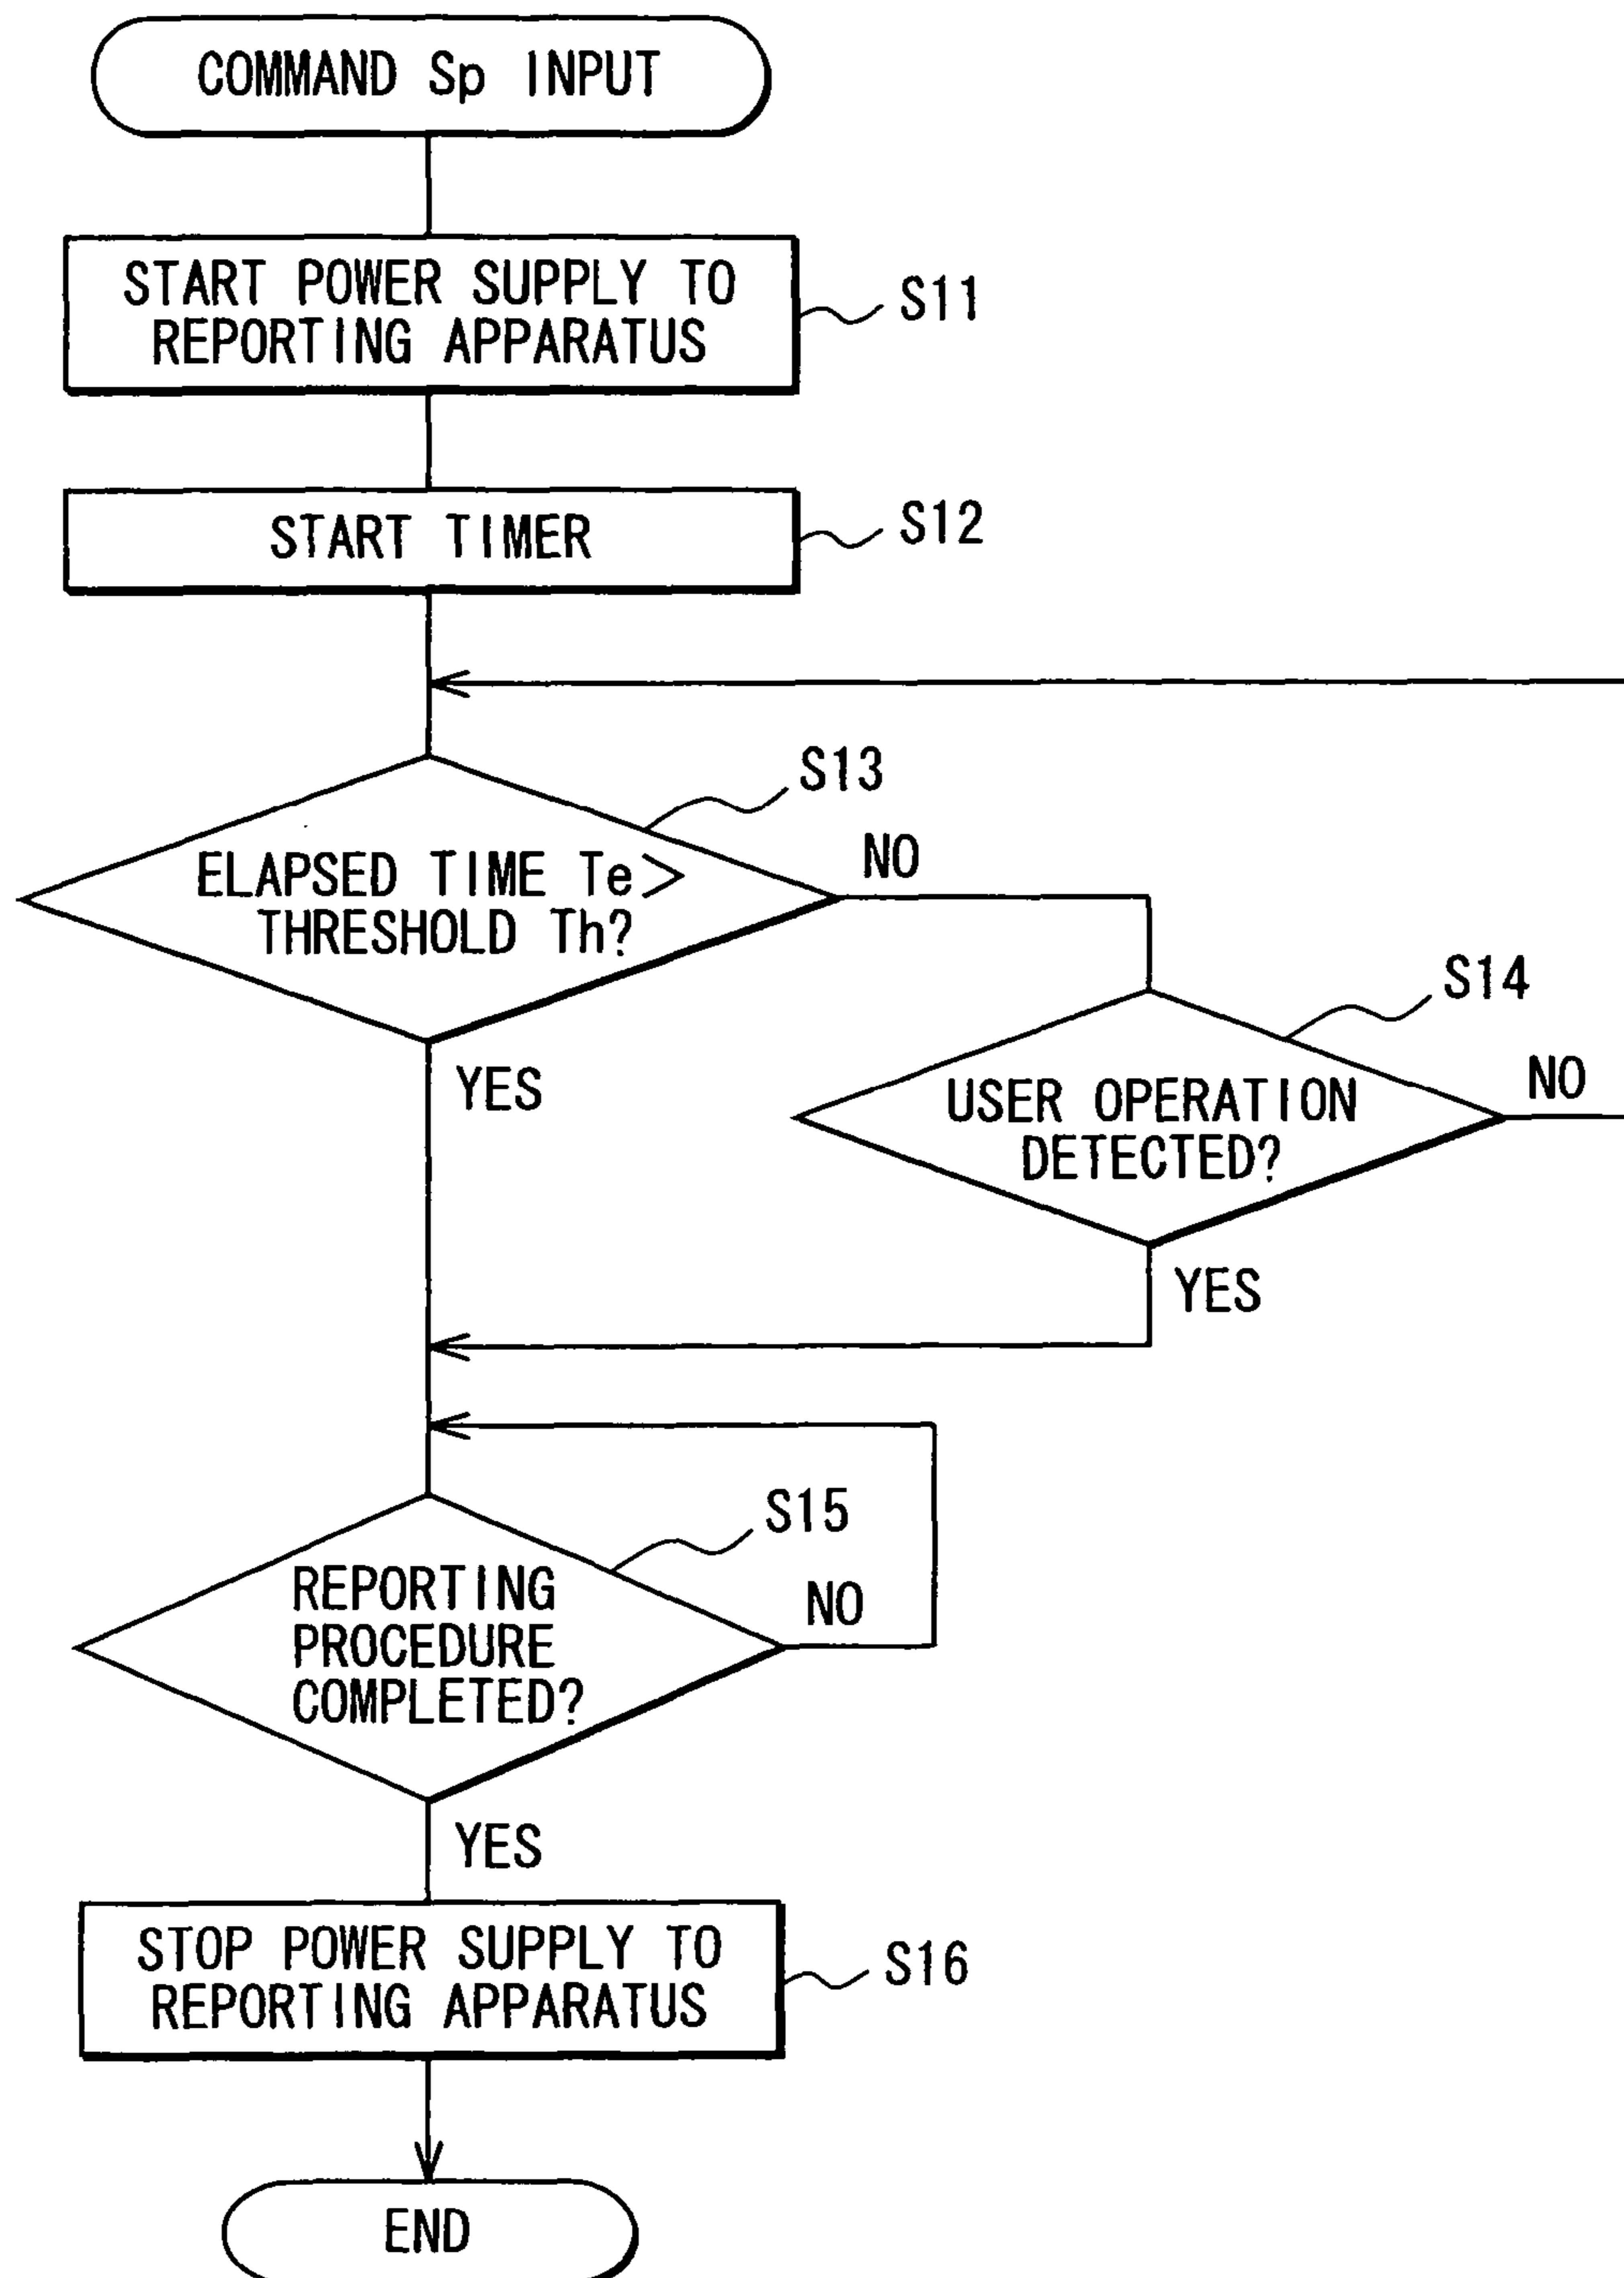 COMMAND Sp INPUT
START POWER SUPPLY TO
REPORTING APPARATUS
S11
START TIMER
S12
S13
ELAPSED TIME Te>
THRESHOLD Th?
NO
YES
S14
USER OPERATION
DETECTED?
NO
YES
S15
REPORTING
PROCEDURE
COMPLETED?
NO
YES
STOP POWER SUPPLY TO
REPORTING APPARATUS
S16
END